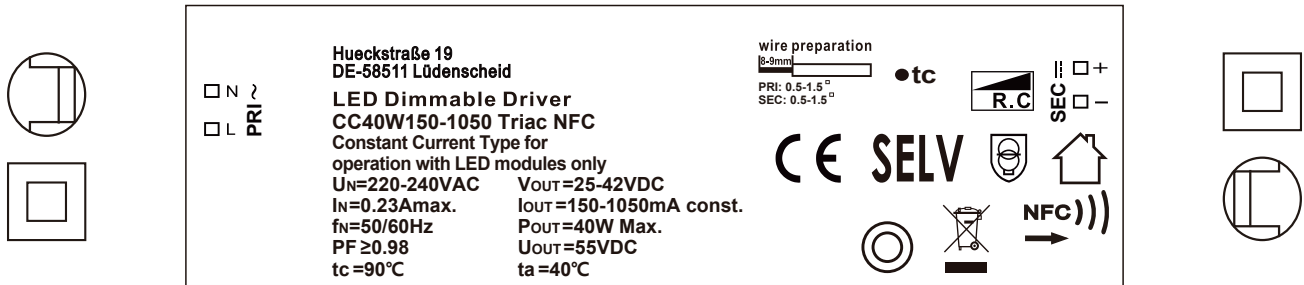 Hueckstraße 19
DE-58511 Lüdenscheid
LED Dimmable Driver
CC40W150-1050 Triac NFC
Constant Current Type for
operation with LED modules only
UN=220-240VAC VOUT=25-42VDC
IN=0.23Amax. IOUT=150-1050mA const.
fN=50/60Hz POUT=40W Max.
PF ≥0.98 UOUT=55VDC
tc=90℃ ta=40℃
N
L
PRI ~
wire preparation
8-9mm
PRI: 0.5-1.5□
SEC: 0.5-1.5□
●tc
R.C
SEC
+
−
CE SELV
NFC